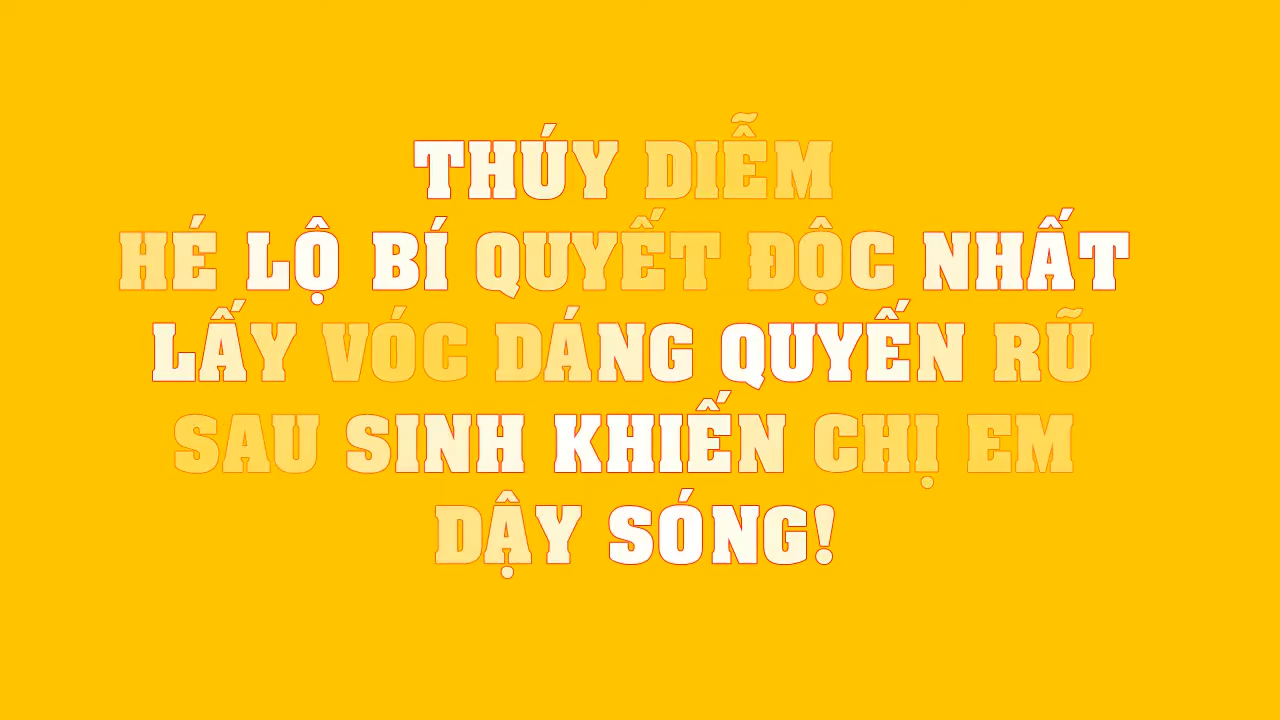 THÚY DIỄM
HÉ LỘ BÍ QUYẾT ĐỘC NHẤT
LẤY VÓC DÁNG QUYẾN RŨ
SAU SINH KHIẾN CHỊ EM
DẬY SÓNG!